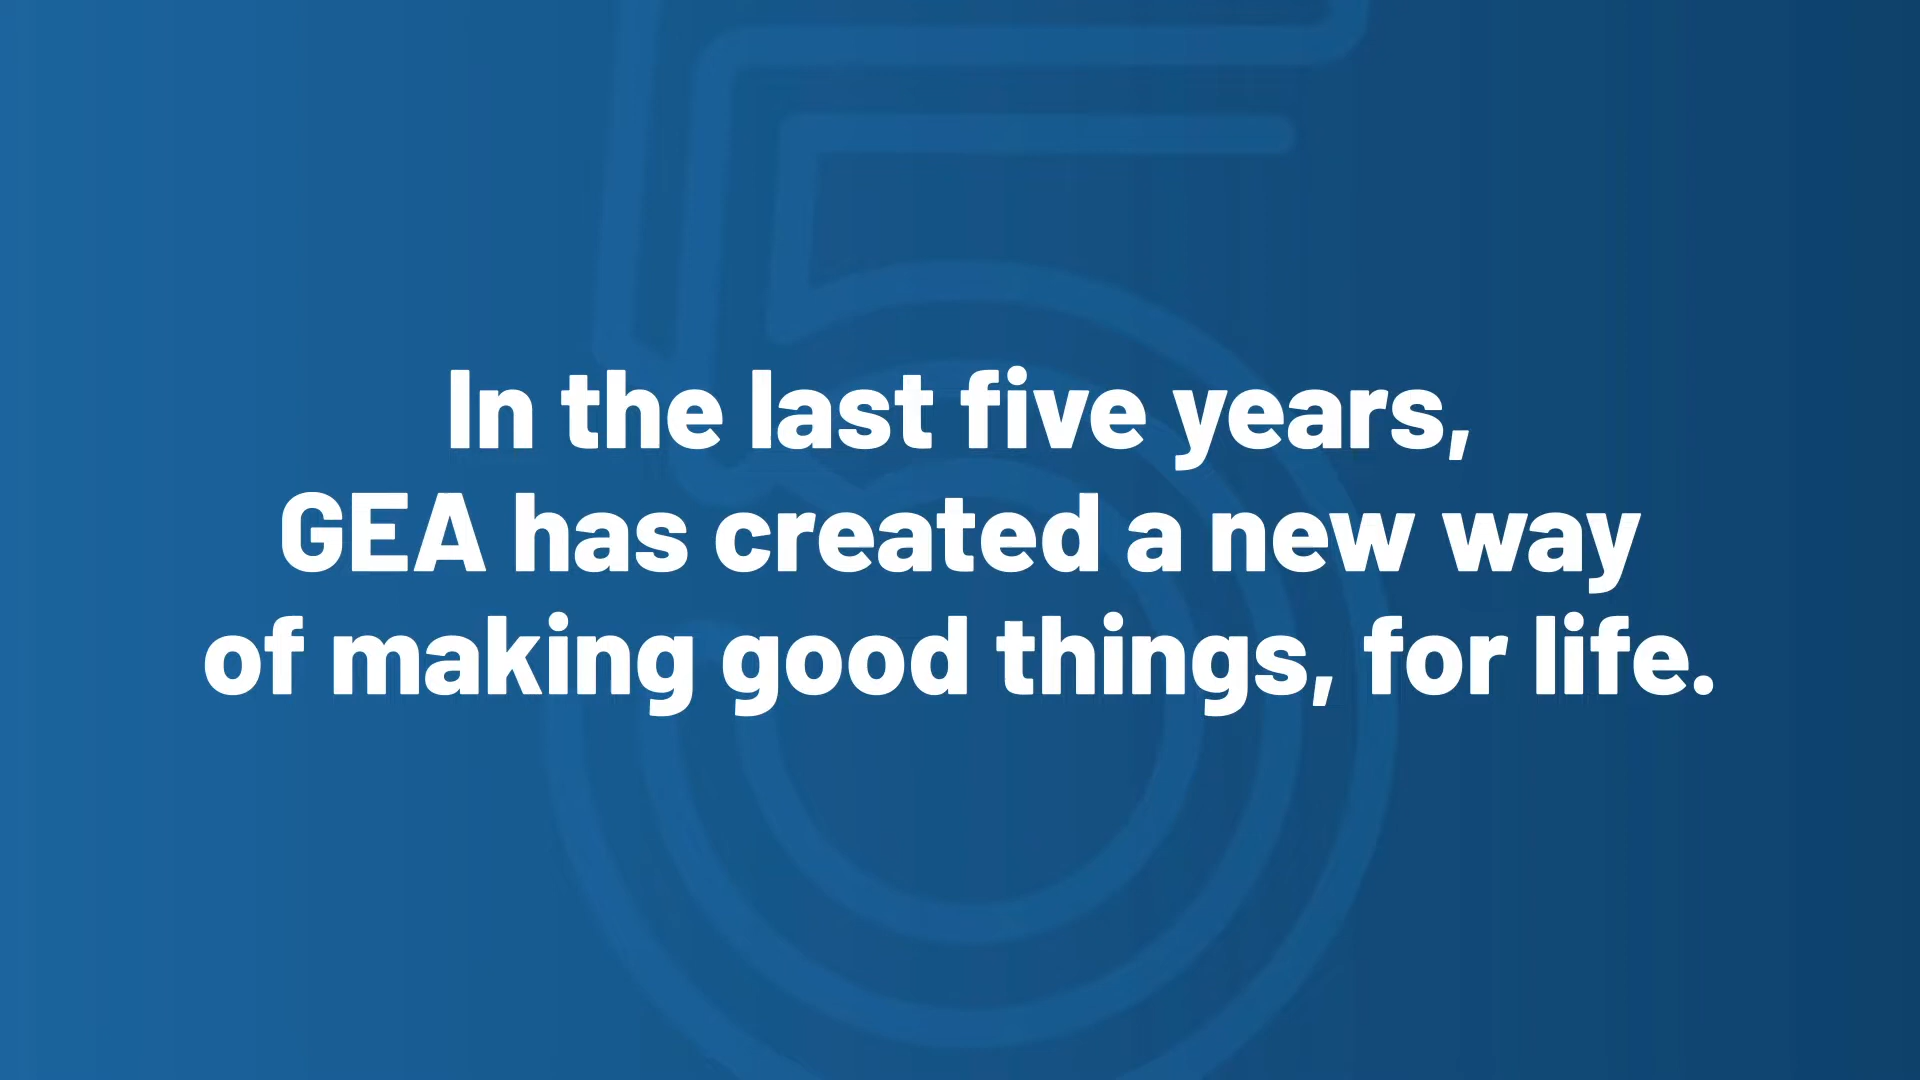 In the last five years,
GEA has created a new way
of making good things, for life.